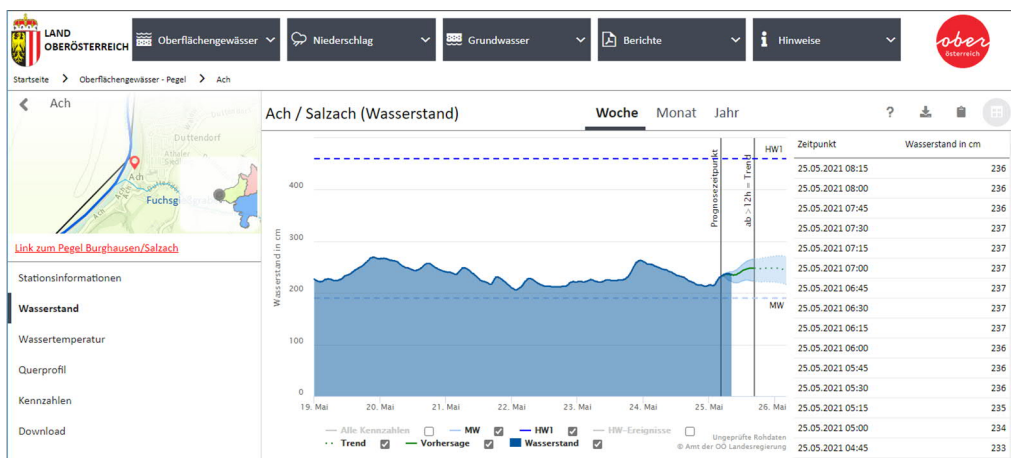 LAND
OBERÖSTERREICH
Oberflächengewässer
Niederschlag
Grundwasser
Berichte
Hinweise
ober
österreich
Startseite > Oberflächengewässer - Pegel > Ach
Ach
Duttendorf
Ach
Ach
Fuchsg
Link zum Pegel Burghausen/Salzach
Stationsinformationen
Wasserstand
Wassertemperatur
Querprofil
Kennzahlen
Download
Ach / Salzach (Wasserstand)
Woche Monat Jahr
?
Wasserstand in cm
400
300
200
100
0
HW1
MW
Prognosezeitpunkt
ab > 12h = Trend
19. Mai 20. Mai 21. Mai 22. Mai 23. Mai 24. Mai 25. Mai 26. Mai
Alle Kennzahlen MW HW1 HW-Ereignisse
Trend Vorhersage Wasserstand
Ungeprüfte Rohdaten
© Amt der OÖ Landesregierung
Zeitpunkt Wasserstand in cm
25.05.2021 08:15 236
25.05.2021 08:00 236
25.05.2021 07:45 236
25.05.2021 07:30 237
25.05.2021 07:15 237
25.05.2021 07:00 237
25.05.2021 06:45 237
25.05.2021 06:30 237
25.05.2021 06:15 237
25.05.2021 06:00 236
25.05.2021 05:45 236
25.05.2021 05:30 236
25.05.2021 05:15 235
25.05.2021 05:00 234
25.05.2021 04:45 233